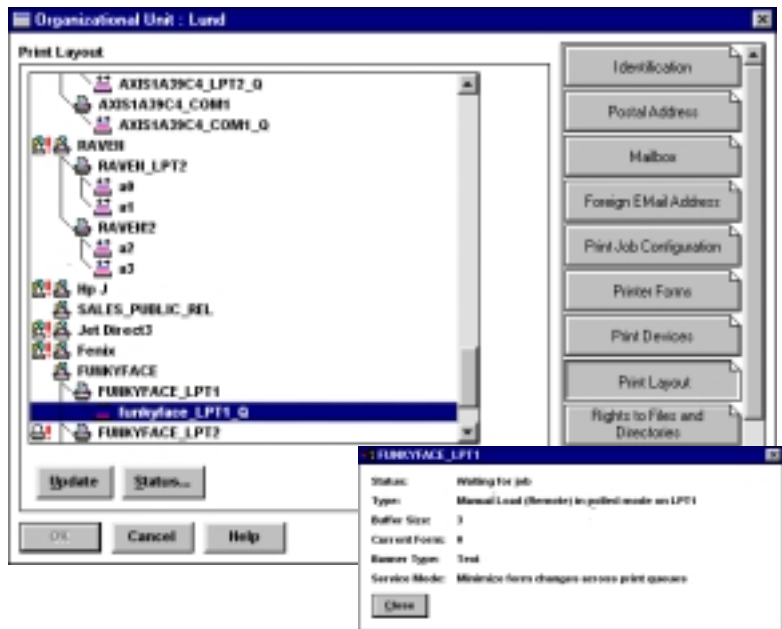 Organizational Unit : Lund
Print Layout
AXIS1A39C4_LPT2_Q
AXIS1A39C4_COM1
AXIS1A39C4_COM1_Q
RAVEN
RAVEN_LPT2
a0
a1
RAVEN2
a2
a3
Hp J
SALES_PUBLIC_REL
Jet Direct3
Fenix
FUNKYFACE
FUNKYFACE_LPT1
funkyface_LPT1_Q
FUNKYFACE_LPT2
Update
Status...
OK
Cancel
Help
Identification
Postal Address
Mailbox
Foreign EMail Address
Print Job Configuration
Printer Forms
Print Devices
Print Layout
Rights to Files and
Directories
FUNKYFACE_LPT1
Status: Waiting for job
Type: Manual Load (Remote) in polled mode on LPT1
Buffer Size: 3
Current Form: 0
Banner Type: Text
Service Mode: Minimize form changes across print queues
Close